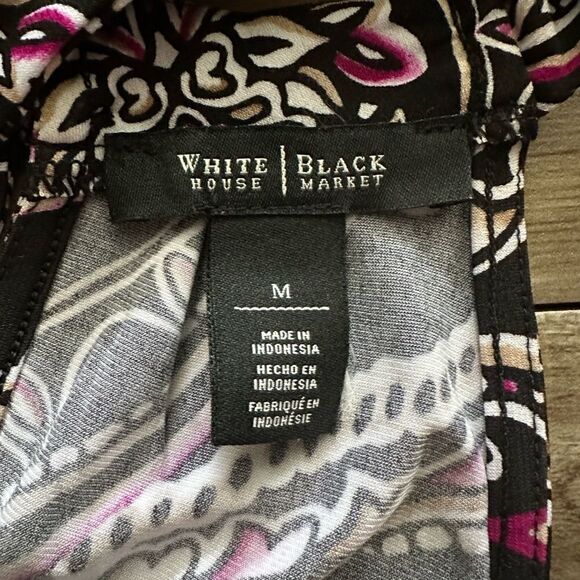 WHITE | BLACK
HOUSE | MARKET
M
MADE IN
INDONESIA
HECHO EN
INDONESIA
FABRIQUÉ EN
INDONÉSIE